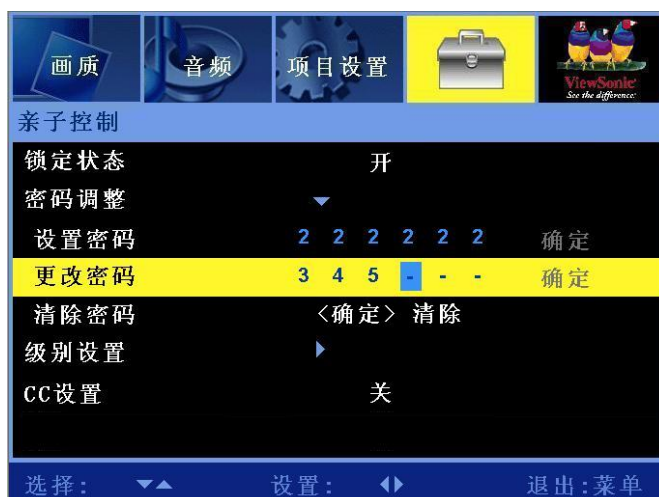 画质 音频 项目设置
ViewSonic
See the difference.
亲子控制
锁定状态 开
密码调整
设置密码 2 2 2 2 2 2 确定
更改密码 3 4 5 - - - 确定
清除密码 <确定> 清除
级别设置
CC设置 关
选择: 设置: 退出:菜单